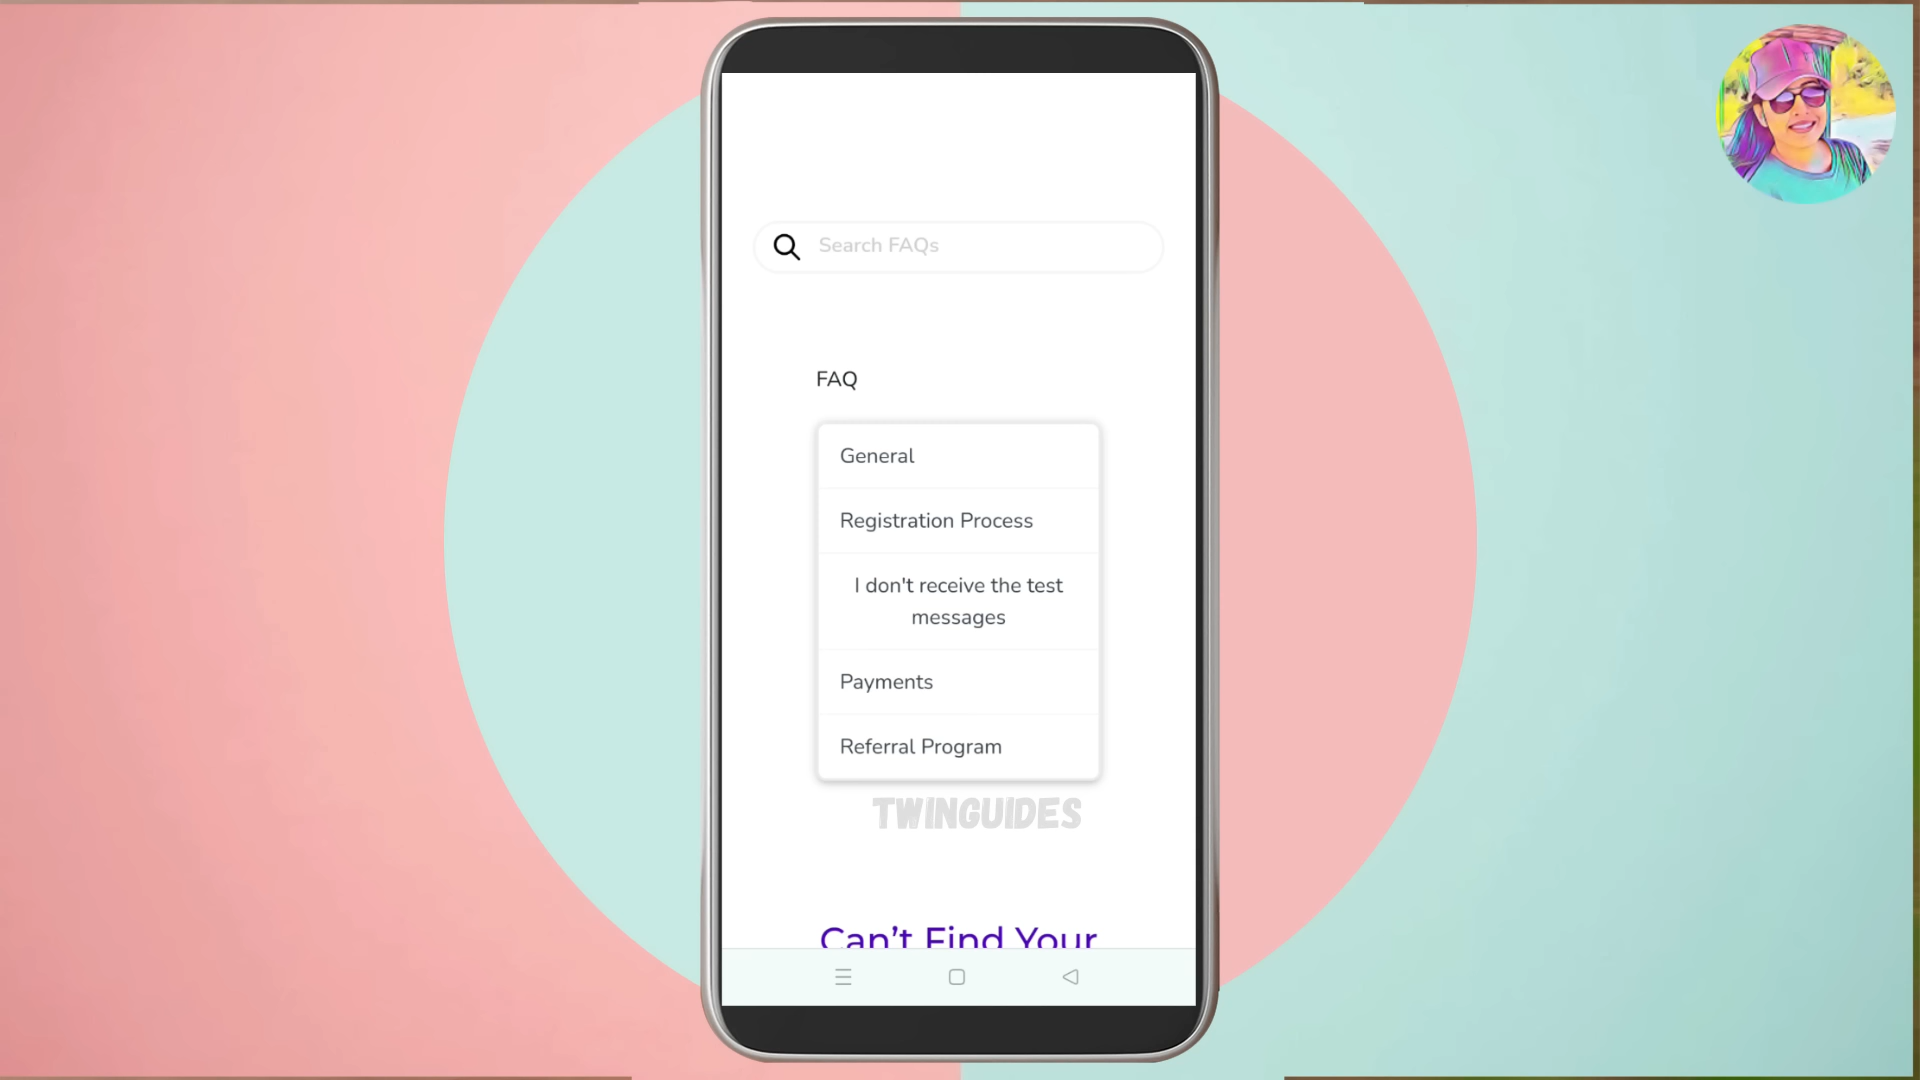 Search FAQs
FAQ
General
Registration Process
I don't receive the test
messages
Payments
Referral Program
TWINGUIDES
Can't Find Your